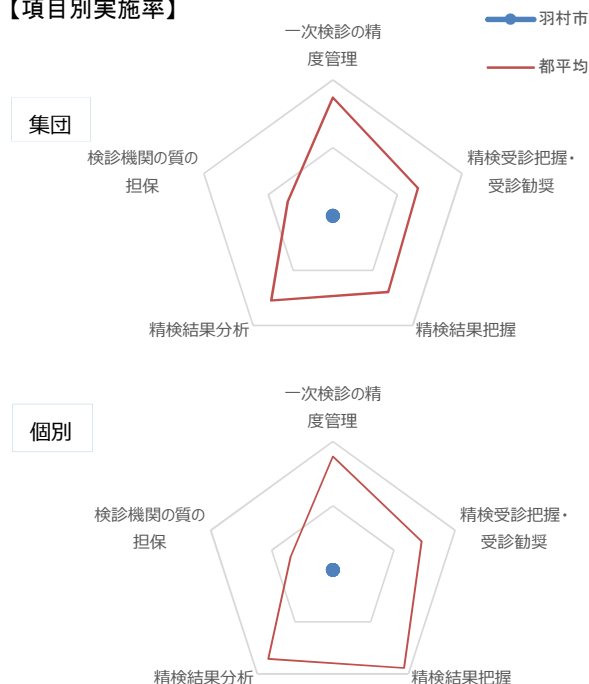 【項目別実施率】
羽村市
都平均
集団
一次検診の精
度管理
精検受診把握・
受診勧奨
精検結果把握
精検結果分析
検診機関の質の
担保
個別
一次検診の精
度管理
精検受診把握・
受診勧奨
精検結果把握
精検結果分析
検診機関の質の
担保